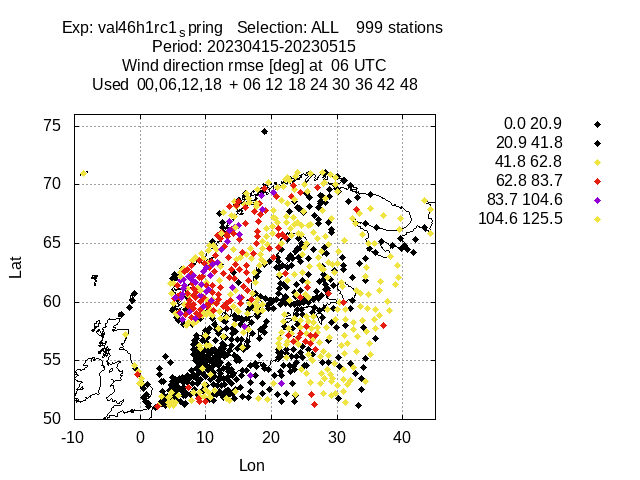 Exp: val46h1rc1spring   Selection: ALL    999 stations
Period: 20230415-20230515
Wind direction rmse [deg] at  06 UTC
Used  00,06,12,18  + 06 12 18 24 30 36 42 48
0.0 20.9
20.9 41.8
41.8 62.8
62.8 83.7
83.7 104.6
104.6 125.5
75
70
65
60
55
50
Lat
-10 0 10 20 30 40
Lon